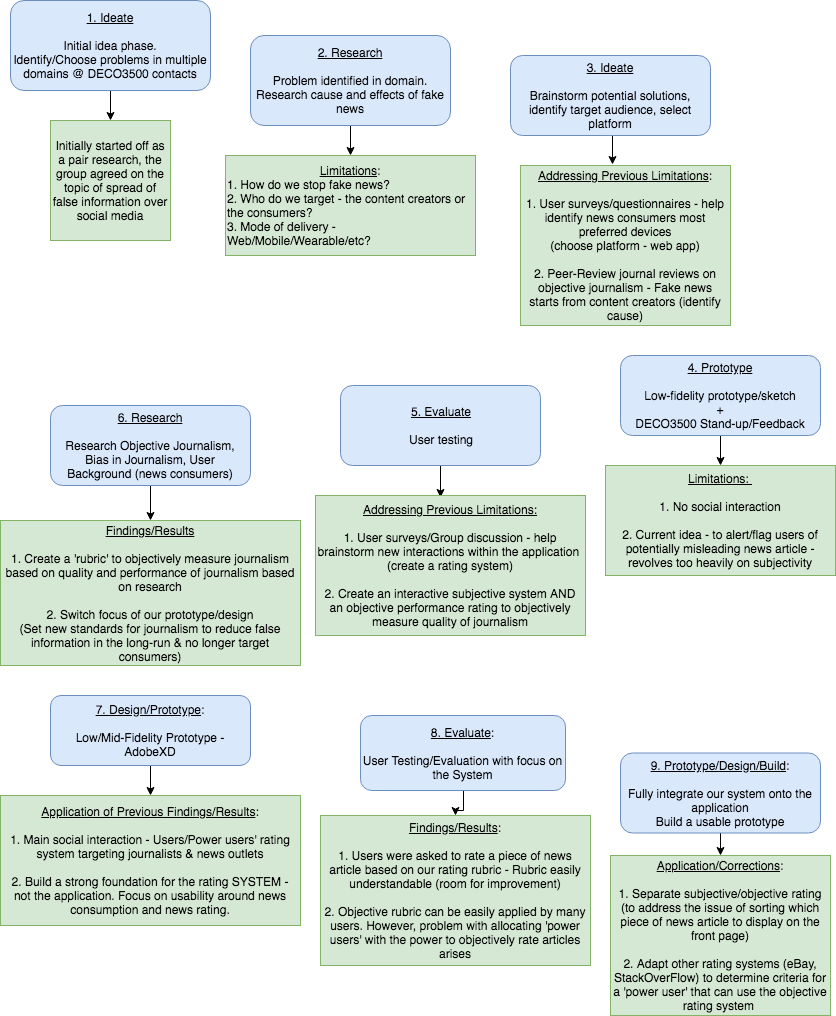 1. Ideate
Initial idea phase.
Identify/Choose problems in multiple
domains @ DECO3500 contacts
Initially started off as
a pair research, the
group agreed on the
topic of spread of
false information over
social media
2. Research
Problem identified in domain.
Research cause and effects of fake
news
Limitations:
1. How do we stop fake news?
2. Who do we target - the content creators or
the consumers?
3. Mode of delivery -
Web/Mobile/Wearable/etc?
3. Ideate
Brainstorm potential solutions,
identify target audience, select
platform
Addressing Previous Limitations:
1. User surveys/questionnaires - help
identify news consumers most
preferred devices
(choose platform - web app)
2. Peer-Review journal reviews on
objective journalism - Fake news
starts from content creators (identify
cause)
4. Prototype
Low-fidelity prototype/sketch
+
DECO3500 Stand-up/Feedback
Limitations:
1. No social interaction
2. Current idea - to alert/flag users of
potentially misleading news article -
revolves too heavily on subjectivity
5. Evaluate
User testing
Addressing Previous Limitations:
1. User surveys/Group discussion - help
brainstorm new interactions within the application
(create a rating system)
2. Create an interactive subjective system AND
an objective performance rating to objectively
measure quality of journalism
6. Research
Research Objective Journalism,
Bias in Journalism, User
Background (news consumers)
Findings/Results
1. Create a 'rubric' to objectively measure journalism
based on quality and performance of journalism based
on research
2. Switch focus of our prototype/design
(Set new standards for journalism to reduce false
information in the long-run & no longer target
consumers)
7. Design/Prototype:
Low/Mid-Fidelity Prototype -
AdobeXD
Application of Previous Findings/Results:
1. Main social interaction - Users/Power users' rating
system targeting journalists & news outlets
2. Build a strong foundation for the rating SYSTEM -
not the application. Focus on usability around news
consumption and news rating.
8. Evaluate:
User Testing/Evaluation with focus on
the System
Findings/Results:
1. Users were asked to rate a piece of news
article based on our rating rubric - Rubric easily
understandable (room for improvement)
2. Objective rubric can be easily applied by many
users. However, problem with allocating 'power
users' with the power to objectively rate articles
arises
9. Prototype/Design/Build:
Fully integrate our system onto the
application
Build a usable prototype
Application/Corrections:
1. Separate subjective/objective rating
(to address the issue of sorting which
piece of news article to display on the
front page)
2. Adapt other rating systems (eBay,
StackOverFlow) to determine criteria for
a 'power user' that can use the objective
rating system